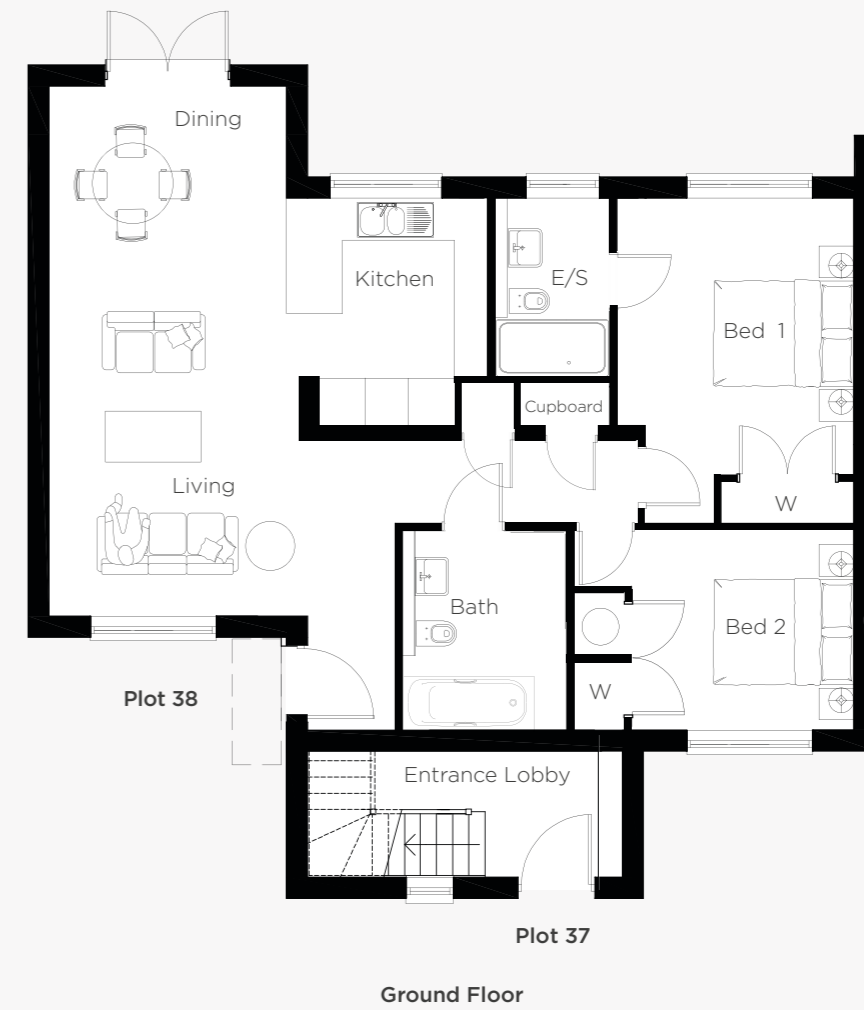 Dining
Kitchen
E/S
Bed 1
Cupboard
Living
W
Bath
Bed 2
W
Plot 38
Entrance Lobby
Plot 37
Ground Floor